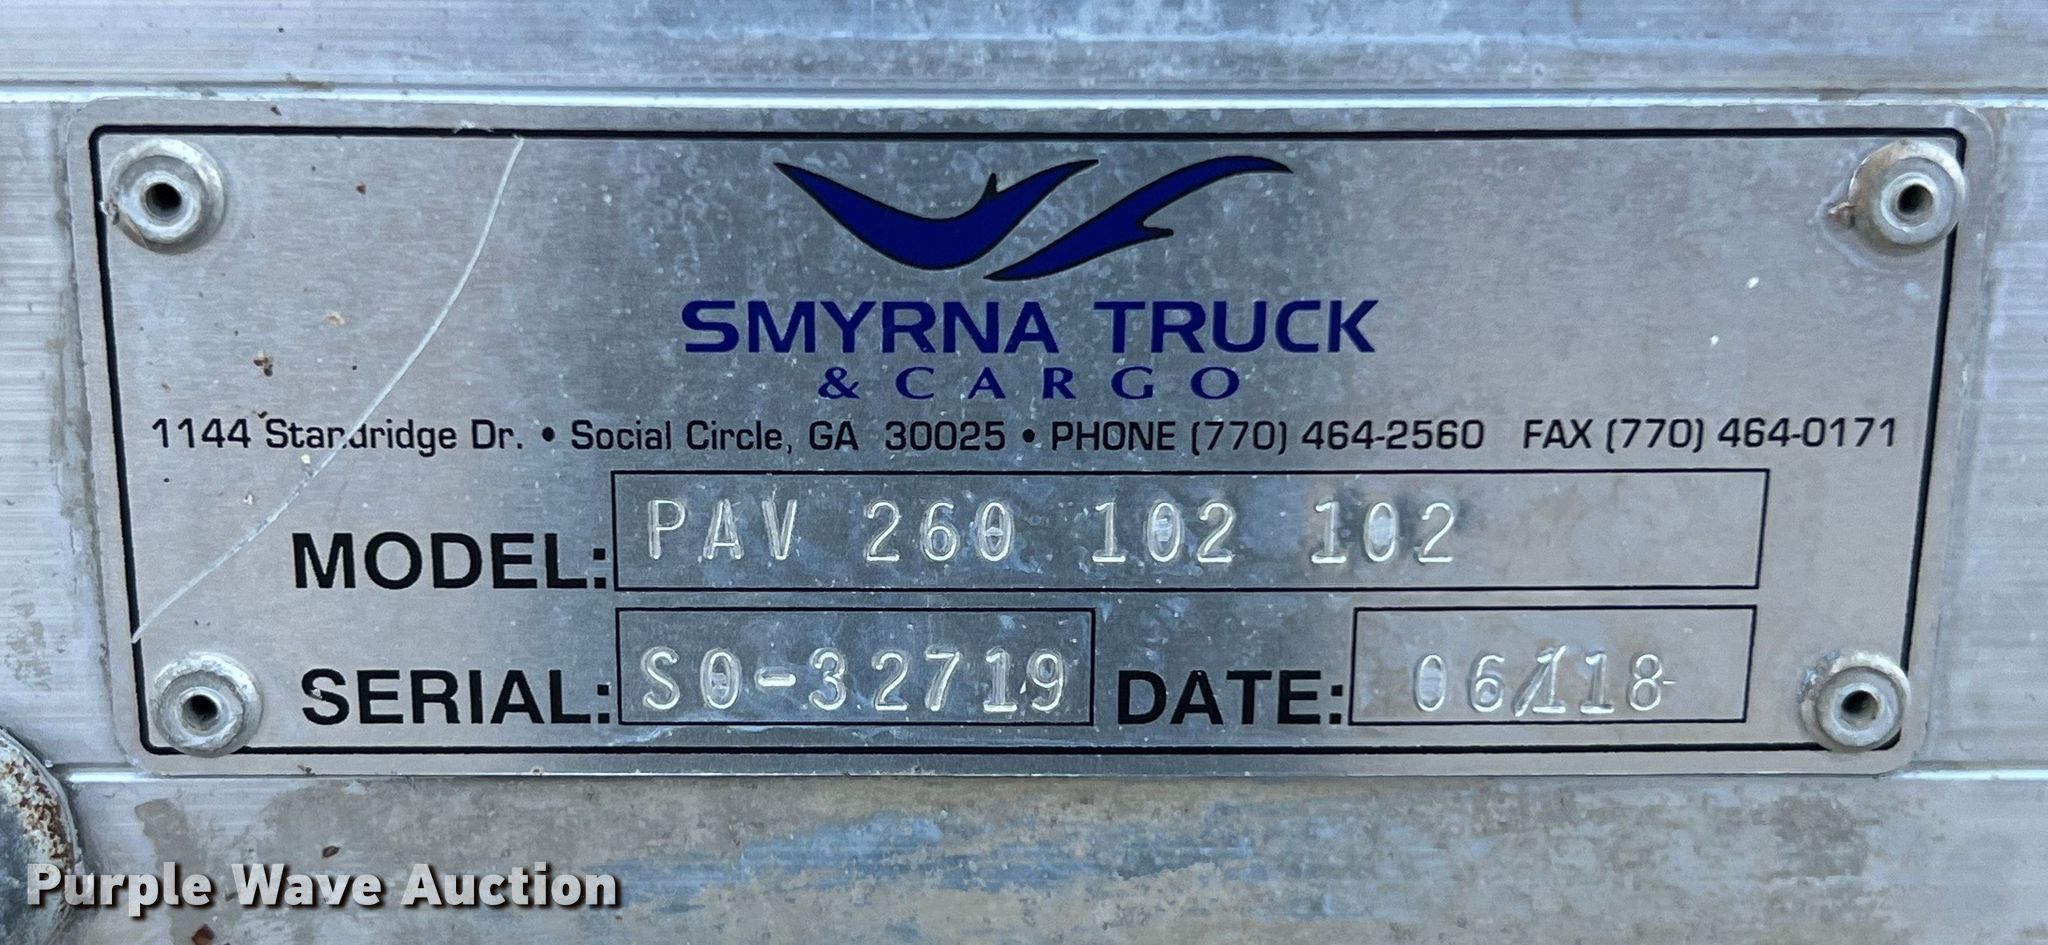 SMYRNA TRUCK
& CARGO
1144 Standridge Dr. • Social Circle, GA 30025 • PHONE (770) 464-2560 FAX (770) 464-0171
MODEL: PAV 260 102 102
SERIAL: S0-32719 DATE: 06/118
Purple Wave Auction